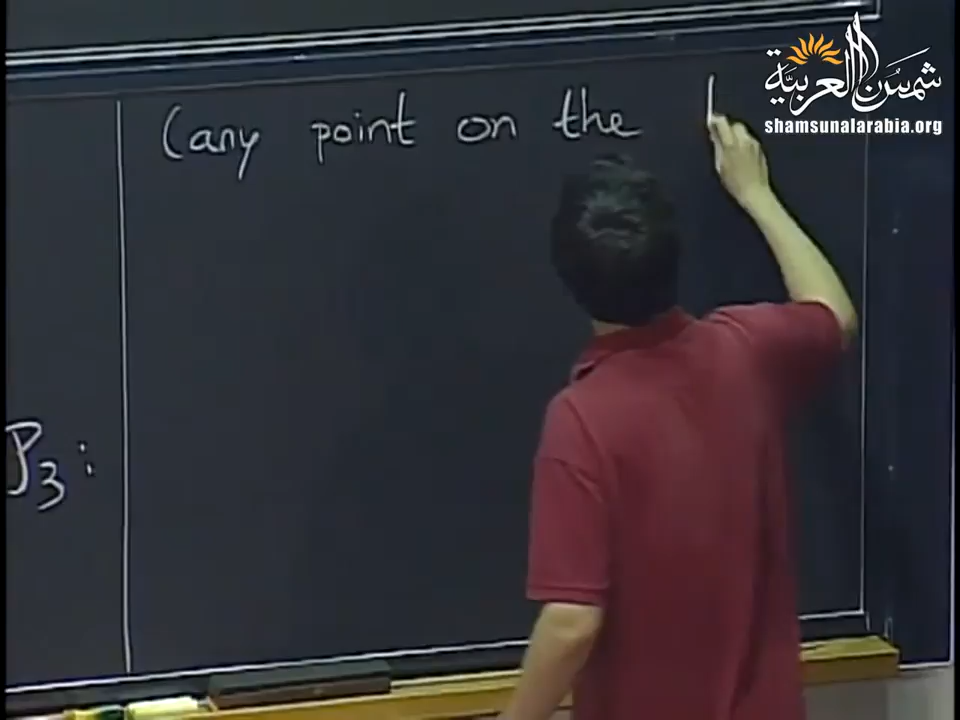 شمس العربية
shamsunalarabia.org
(any point on the
P3: